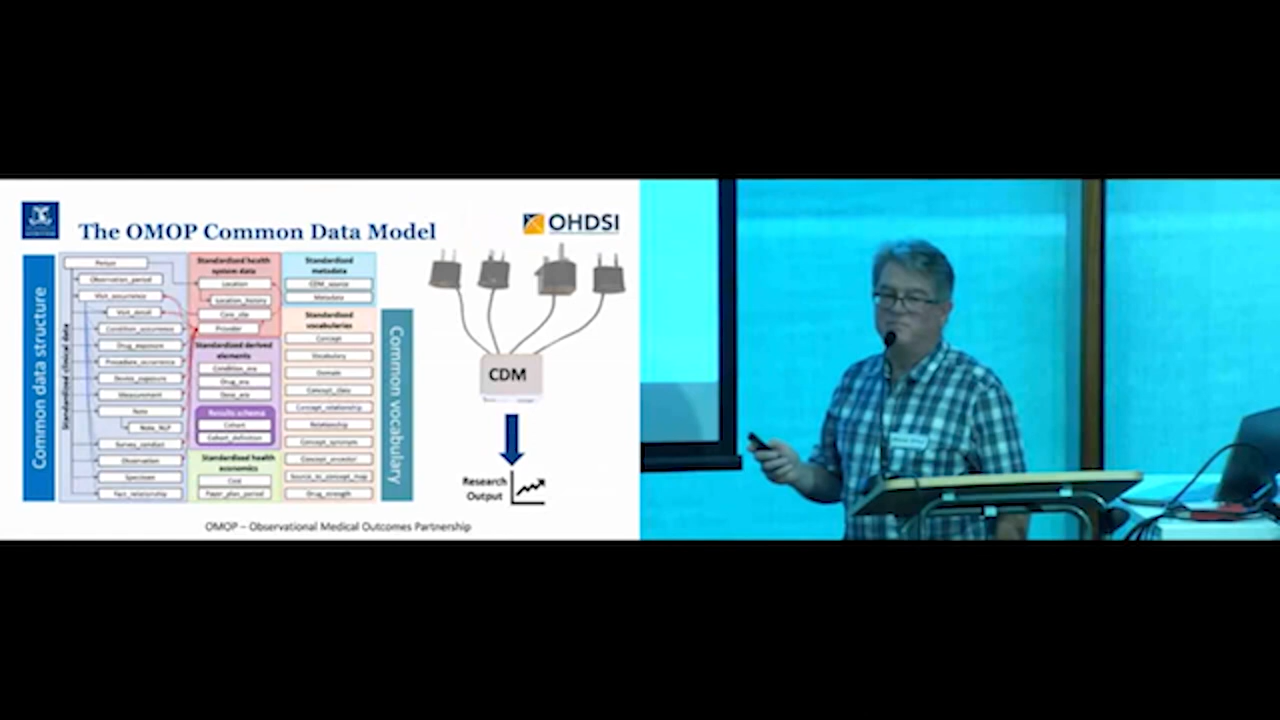 The OMOP Common Data Model
OHDSI
Common data structure
Standardized clinical data
Person
Observation_period
Visit_occurrence
Visit_detail
Condition_occurrence
Drug_exposure
Procedure_occurrence
Device_exposure
Measurement
Note
Note_NLP
Survey_conduct
Observation
Specimen
Fact_relationship
Standardized health
system data
Location
Location_history
Care_site
Provider
Standardized derived
elements
Condition_era
Drug_era
Dose_era
Results schema
Cohort
Cohort_definition
Standardized health
economics
Cost
Payer_plan_period
Standardized
metadata
CDM_source
Metadata
Standardized
vocabularies
Concept
Vocabulary
Domain
Concept_class
Concept_relationship
Relationship
Concept_synonym
Concept_ancestor
Source_to_concept_map
Drug_strength
Common vocabulary
CDM
Research
Output
OMOP – Observational Medical Outcomes Partnership